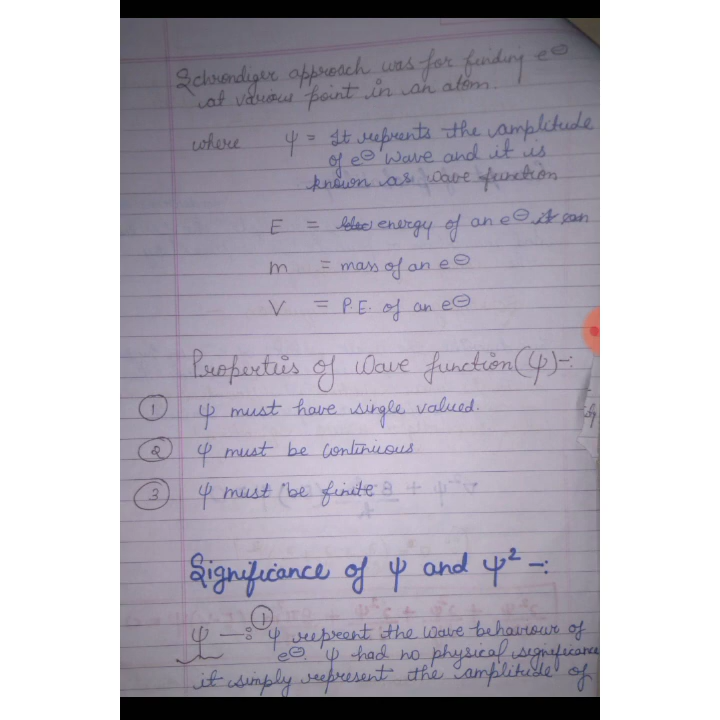 Schrondiger approach was for finding e⊖
at various point in an atom.
where ψ = It reprents the amplitude
of e⊖ wave and it is
known as wave function
E = energy of an e⊖ it can
m = mass of an e⊖
V = P.E. of an e⊖
Properties of Wave function(ψ)-:
① ψ must have single valued.
② ψ must be continuous
③ ψ must be finite
Significance of ψ and ψ² -:
ψ —: ① ψ reprent the wave behaviour of
e⊖. ψ had no physical significance
it simply represent the amplitude of